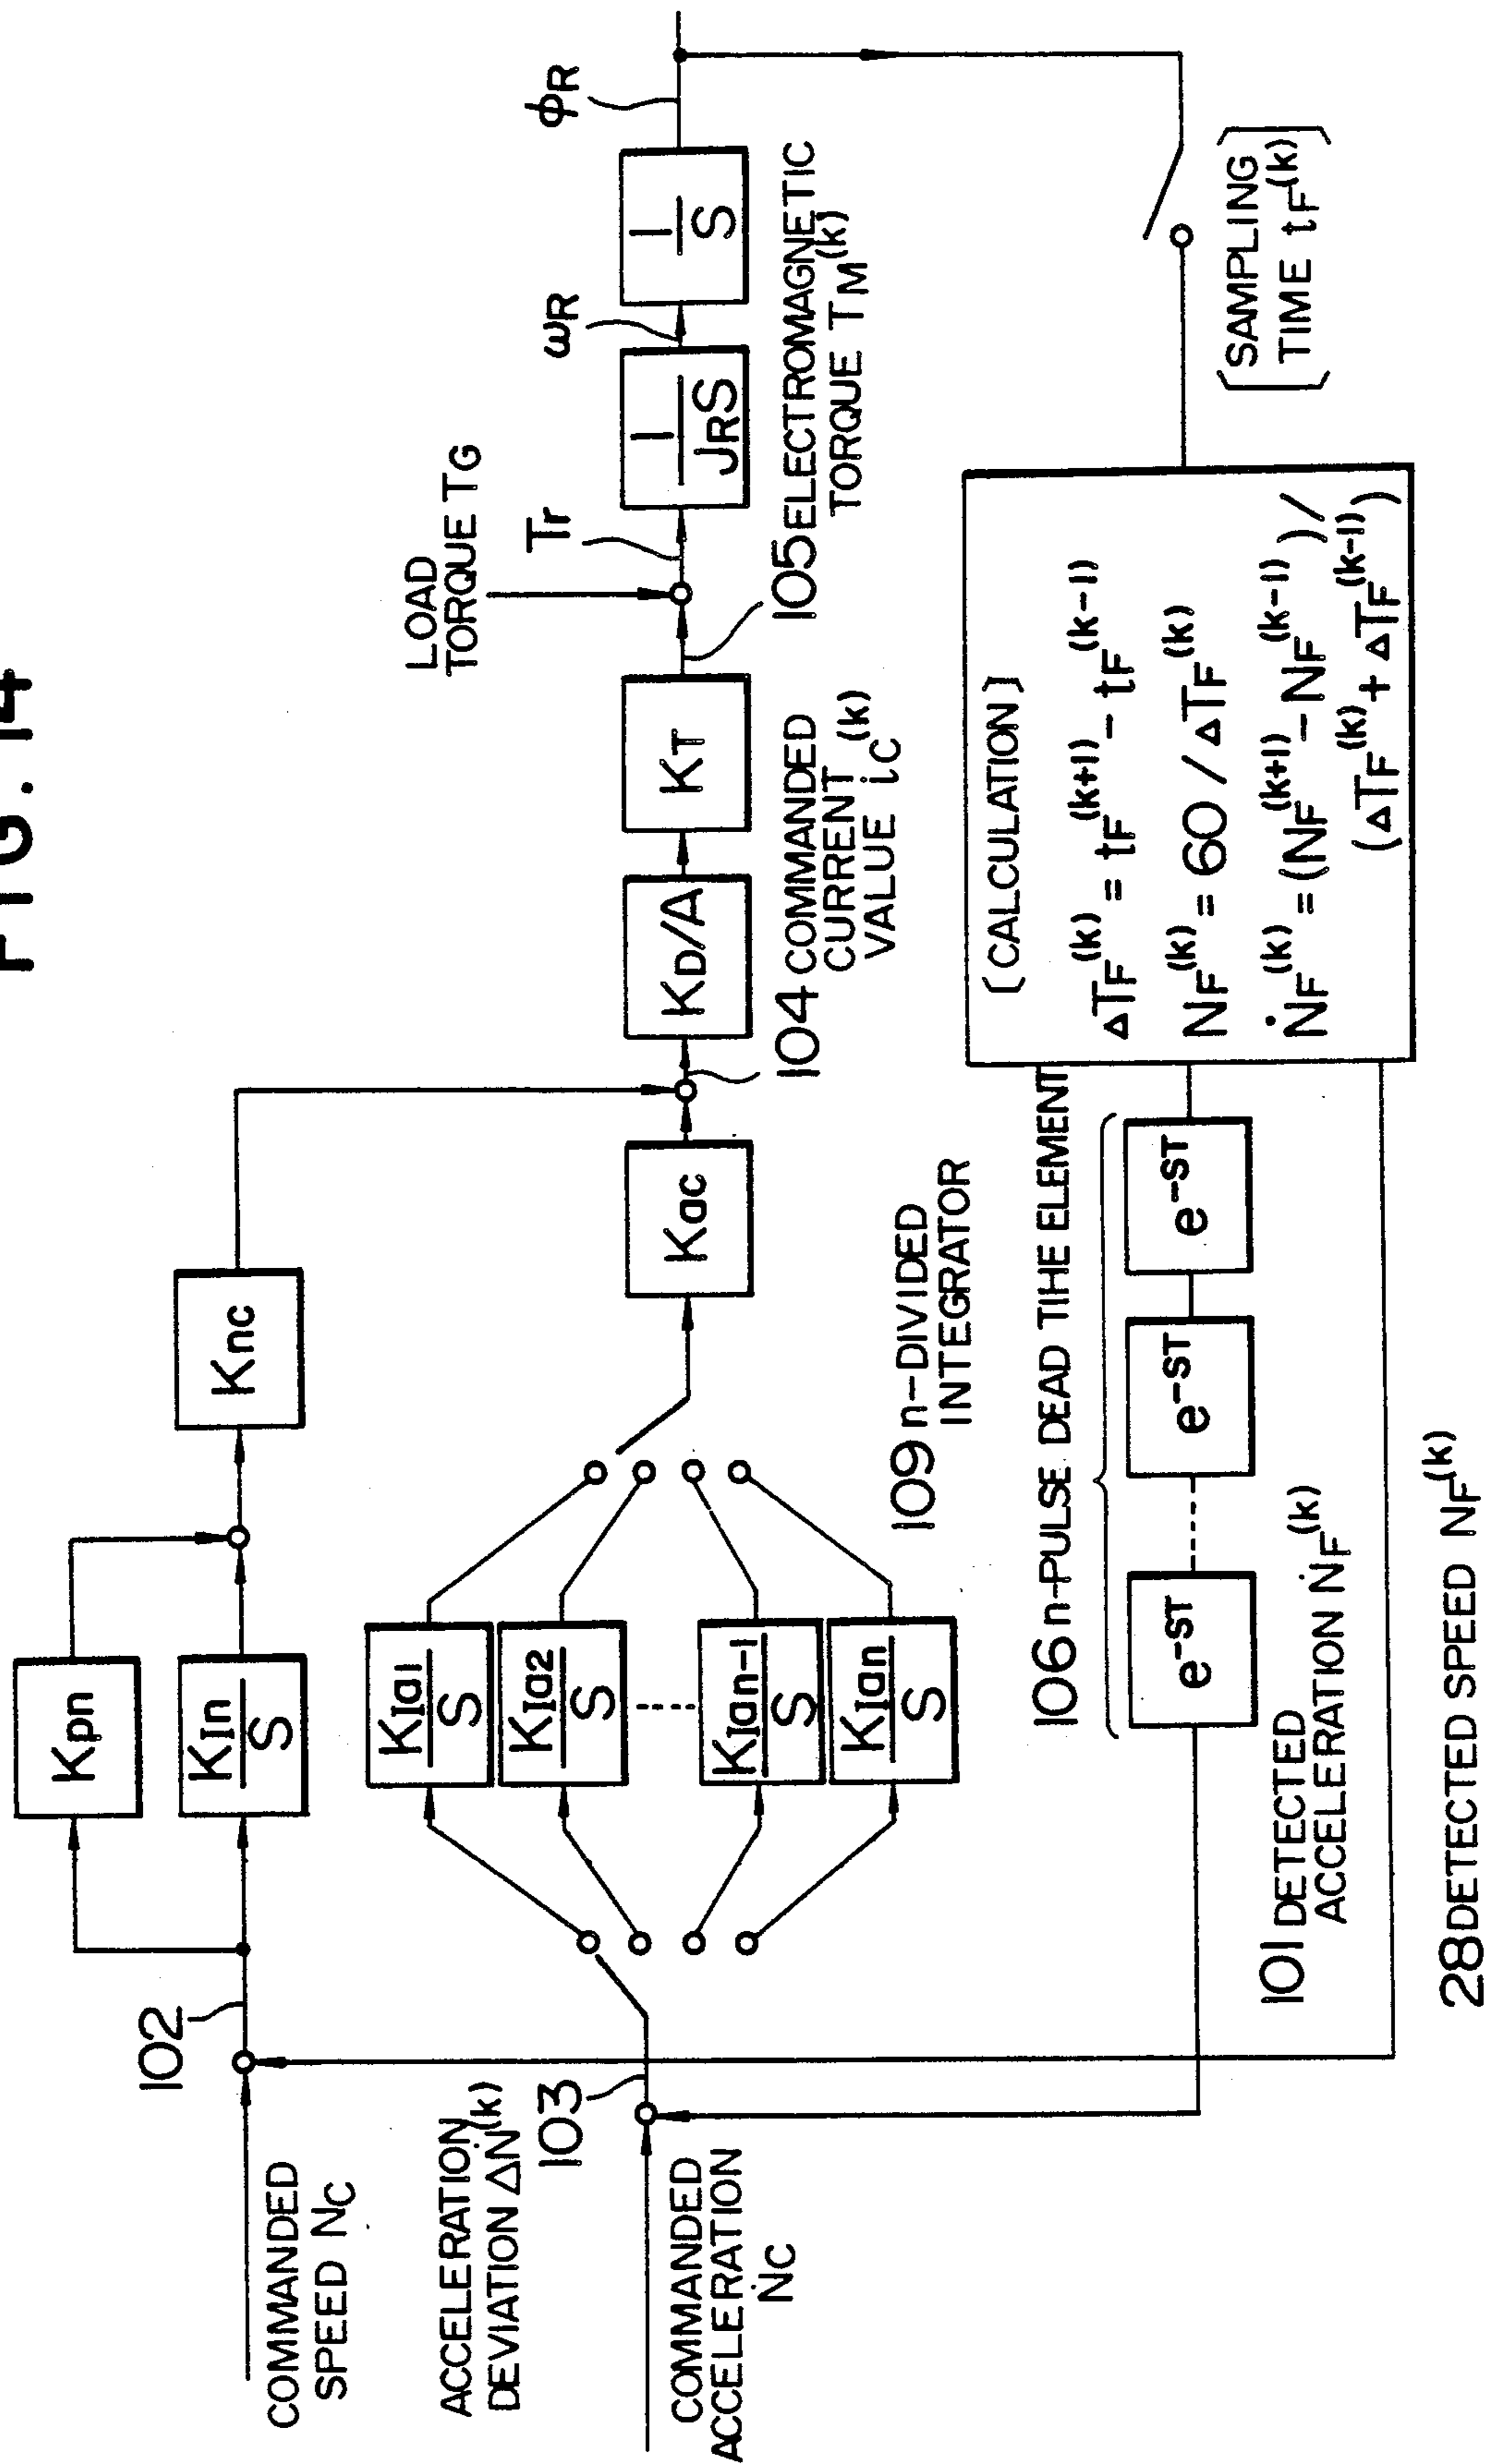 FIG. 14
COMMANDED
SPEED NC
102
Kpn
KIn
S
Knc
ACCELERATION
DEVIATION ΔṄ(k)
103
COMMANDED
ACCELERATION
ṄC
KIa1
S
KIa2
S
KIan-1
S
KIan
S
109 n-DIVIDED
INTEGRATOR
Kac
104 COMMANDED
CURRENT
VALUE iC(k)
KD/A
KT
LOAD
TORQUE TG
Tr
105 ELECTROMAGNETIC
TORQUE TM(k)
1
JRS
ωR
1
S
ϕR
[SAMPLING
TIME tF(k)]
[CALCULATION]
ΔTF(k) = tF(k+1) - tF(k-1)
NF(k) = 60 / ΔTF(k)
ṄF(k) = (NF(k+1) - NF(k-1)) /
(ΔTF(k) + ΔTF(k-1))
106 n-PULSE DEAD TIHE ELEMENT
e-ST
e-ST
e-ST
101 DETECTED
ACCELERATION ṄF(k)
28 DETECTED SPEED NF(k)